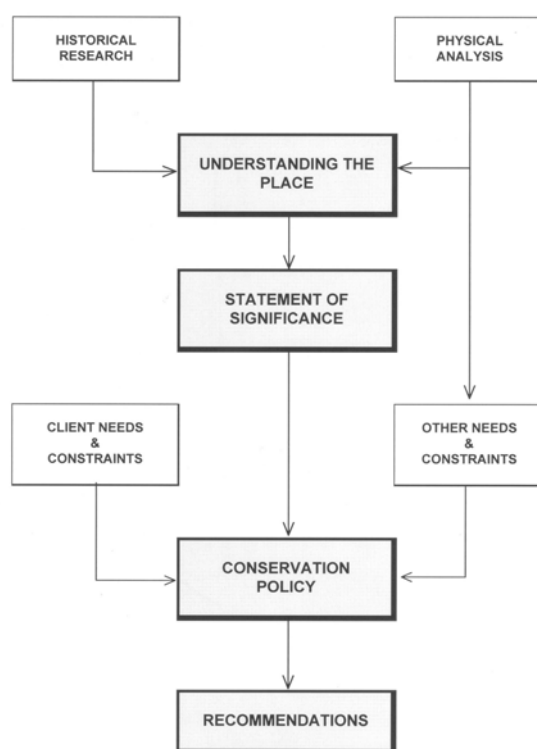 HISTORICAL
RESEARCH
PHYSICAL
ANALYSIS
UNDERSTANDING THE
PLACE
STATEMENT OF
SIGNIFICANCE
CLIENT NEEDS
&
CONSTRAINTS
OTHER NEEDS
&
CONSTRAINTS
CONSERVATION
POLICY
RECOMMENDATIONS